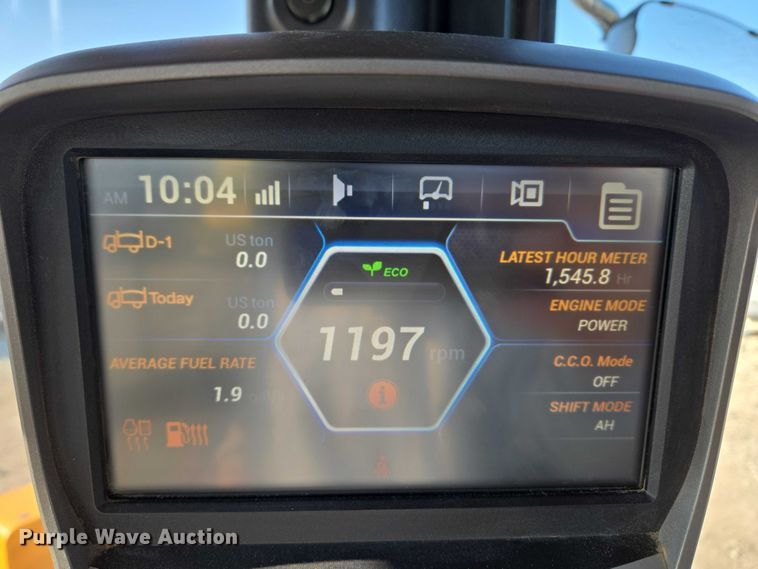 AM 10:04
D-1
US ton
0.0
Today
US ton
0.0
AVERAGE FUEL RATE
1.9
ECO
1197 rpm
LATEST HOUR METER
1,545.8 Hr
ENGINE MODE
POWER
C.C.O. Mode
OFF
SHIFT MODE
AH
Purple Wave Auction